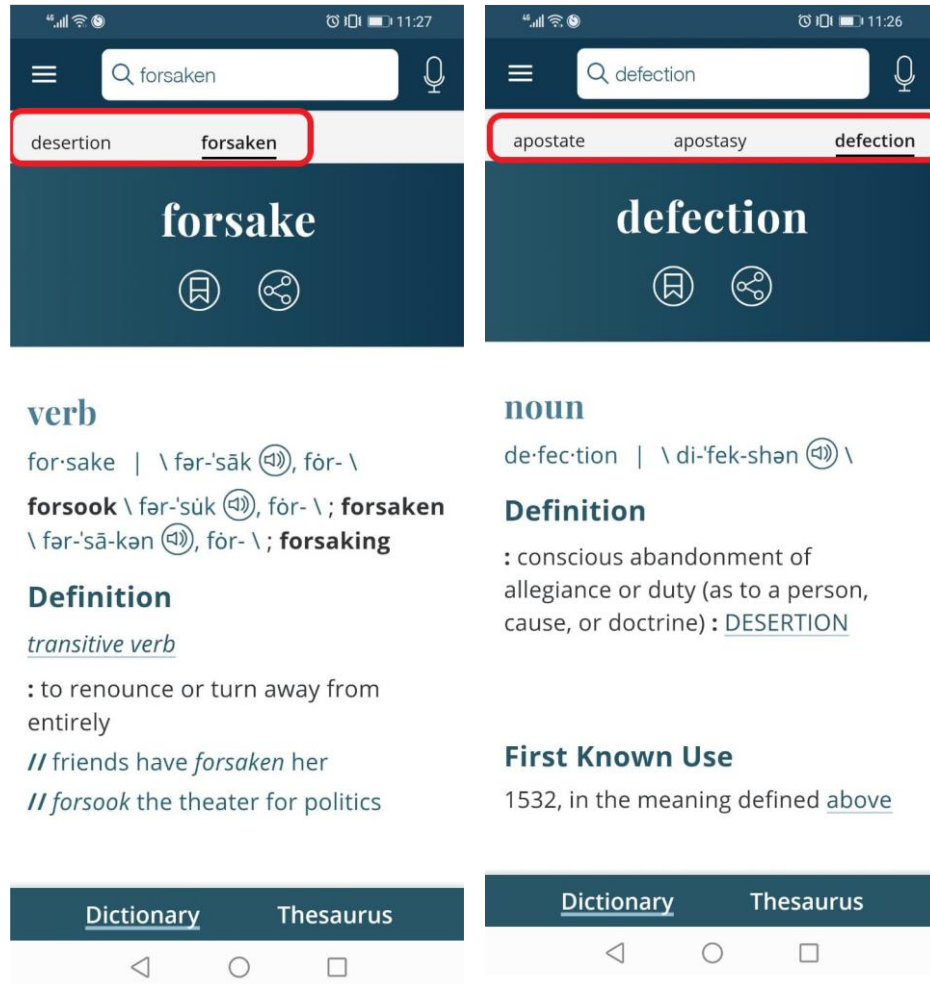 11:27
forsaken
desertion forsaken
forsake
verb
for·sake | \ fər-ˈsāk , fȯr- \
forsook \ fər-ˈsu̇k , fȯr- \ ; forsaken
\ fər-ˈsā-kən , fȯr- \ ; forsaking
Definition
transitive verb
: to renounce or turn away from
entirely
// friends have forsaken her
// forsook the theater for politics
Dictionary Thesaurus
11:26
defection
apostate apostasy defection
defection
noun
de·fec·tion | \ di-ˈfek-shən \
Definition
: conscious abandonment of
allegiance or duty (as to a person,
cause, or doctrine) : DESERTION
First Known Use
1532, in the meaning defined above
Dictionary Thesaurus